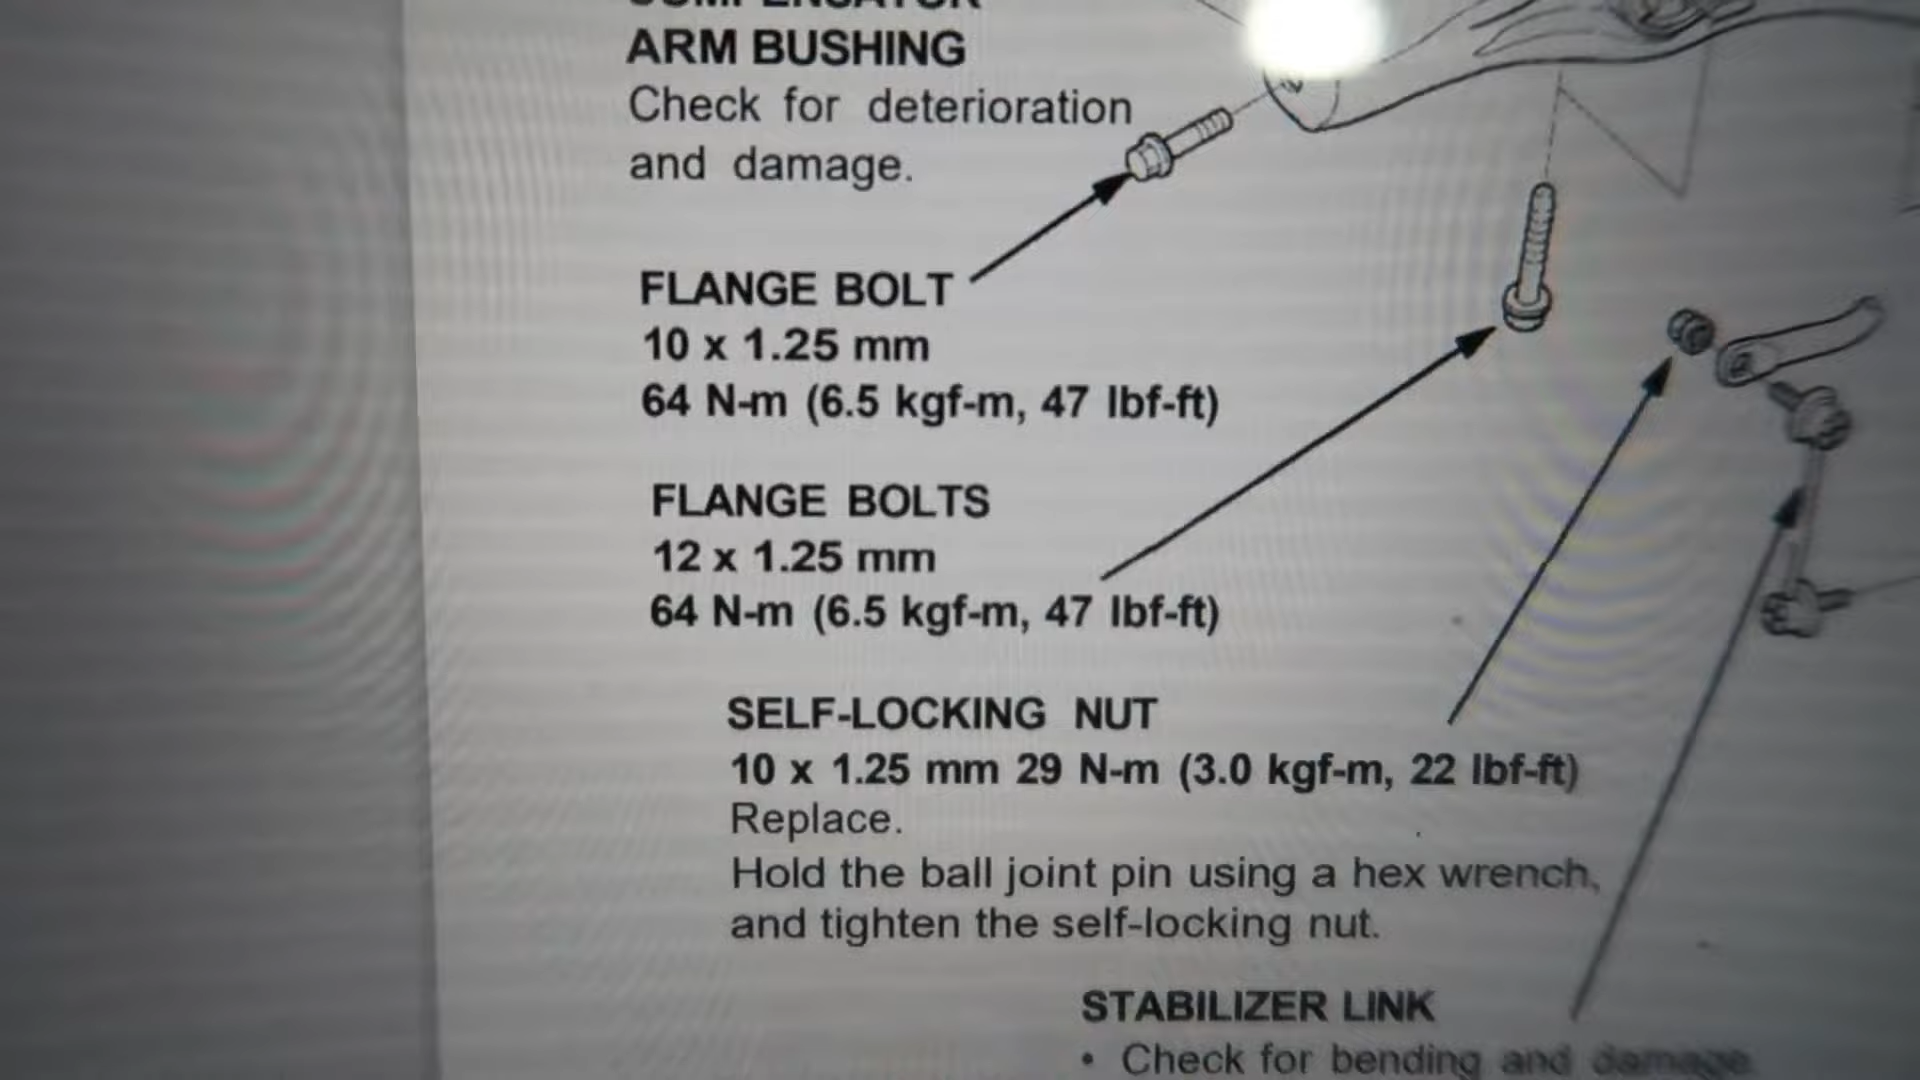 COMPENSATOR
ARM BUSHING
Check for deterioration
and damage.
FLANGE BOLT
10 x 1.25 mm
64 N-m (6.5 kgf-m, 47 lbf-ft)
FLANGE BOLTS
12 x 1.25 mm
64 N-m (6.5 kgf-m, 47 lbf-ft)
SELF-LOCKING NUT
10 x 1.25 mm 29 N-m (3.0 kgf-m, 22 lbf-ft)
Replace.
Hold the ball joint pin using a hex wrench,
and tighten the self-locking nut.
STABILIZER LINK
• Check for bending and damage.